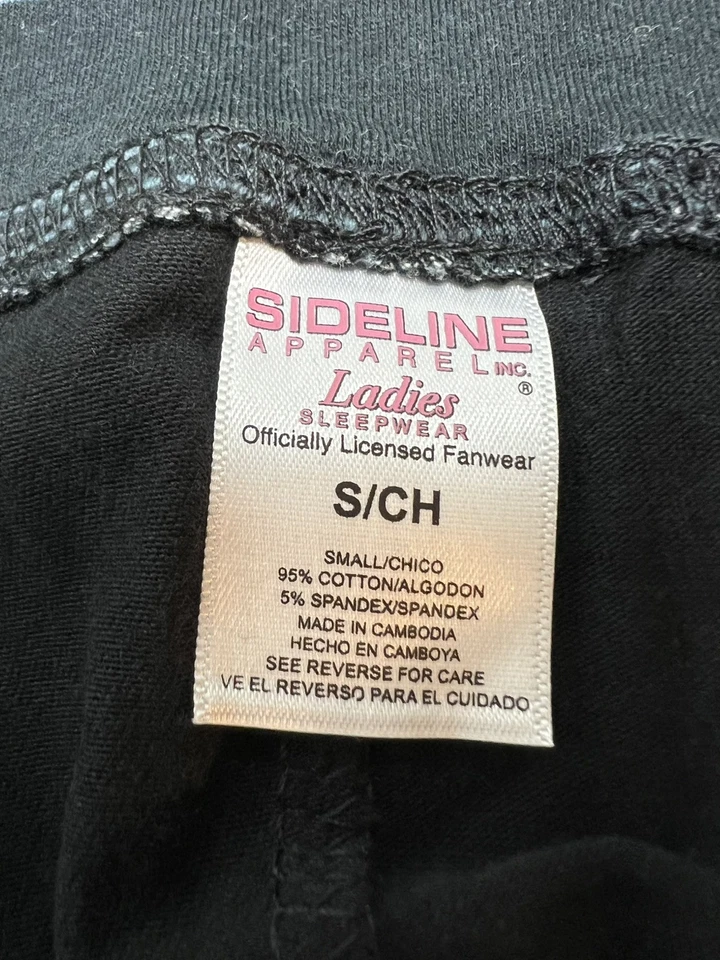 SIDELINE
APPAREL INC.
®
Ladies
SLEEPWEAR
Officially Licensed Fanwear
S/CH
SMALL/CHICO
95% COTTON/ALGODON
5% SPANDEX/SPANDEX
MADE IN CAMBODIA
HECHO EN CAMBOYA
SEE REVERSE FOR CARE
VE EL REVERSO PARA EL CUIDADO